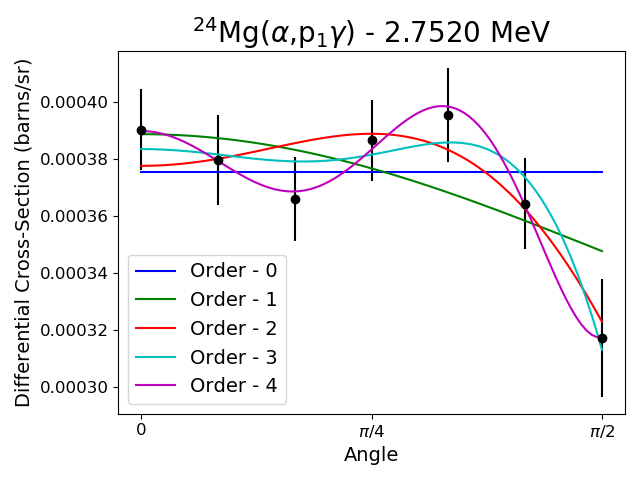 ²⁴Mg(α,p₁γ) - 2.7520 MeV
Differential Cross-Section (barns/sr)
0.00040
0.00038
0.00036
0.00034
0.00032
0.00030
Order - 0
Order - 1
Order - 2
Order - 3
Order - 4
0 π/4 π/2
Angle